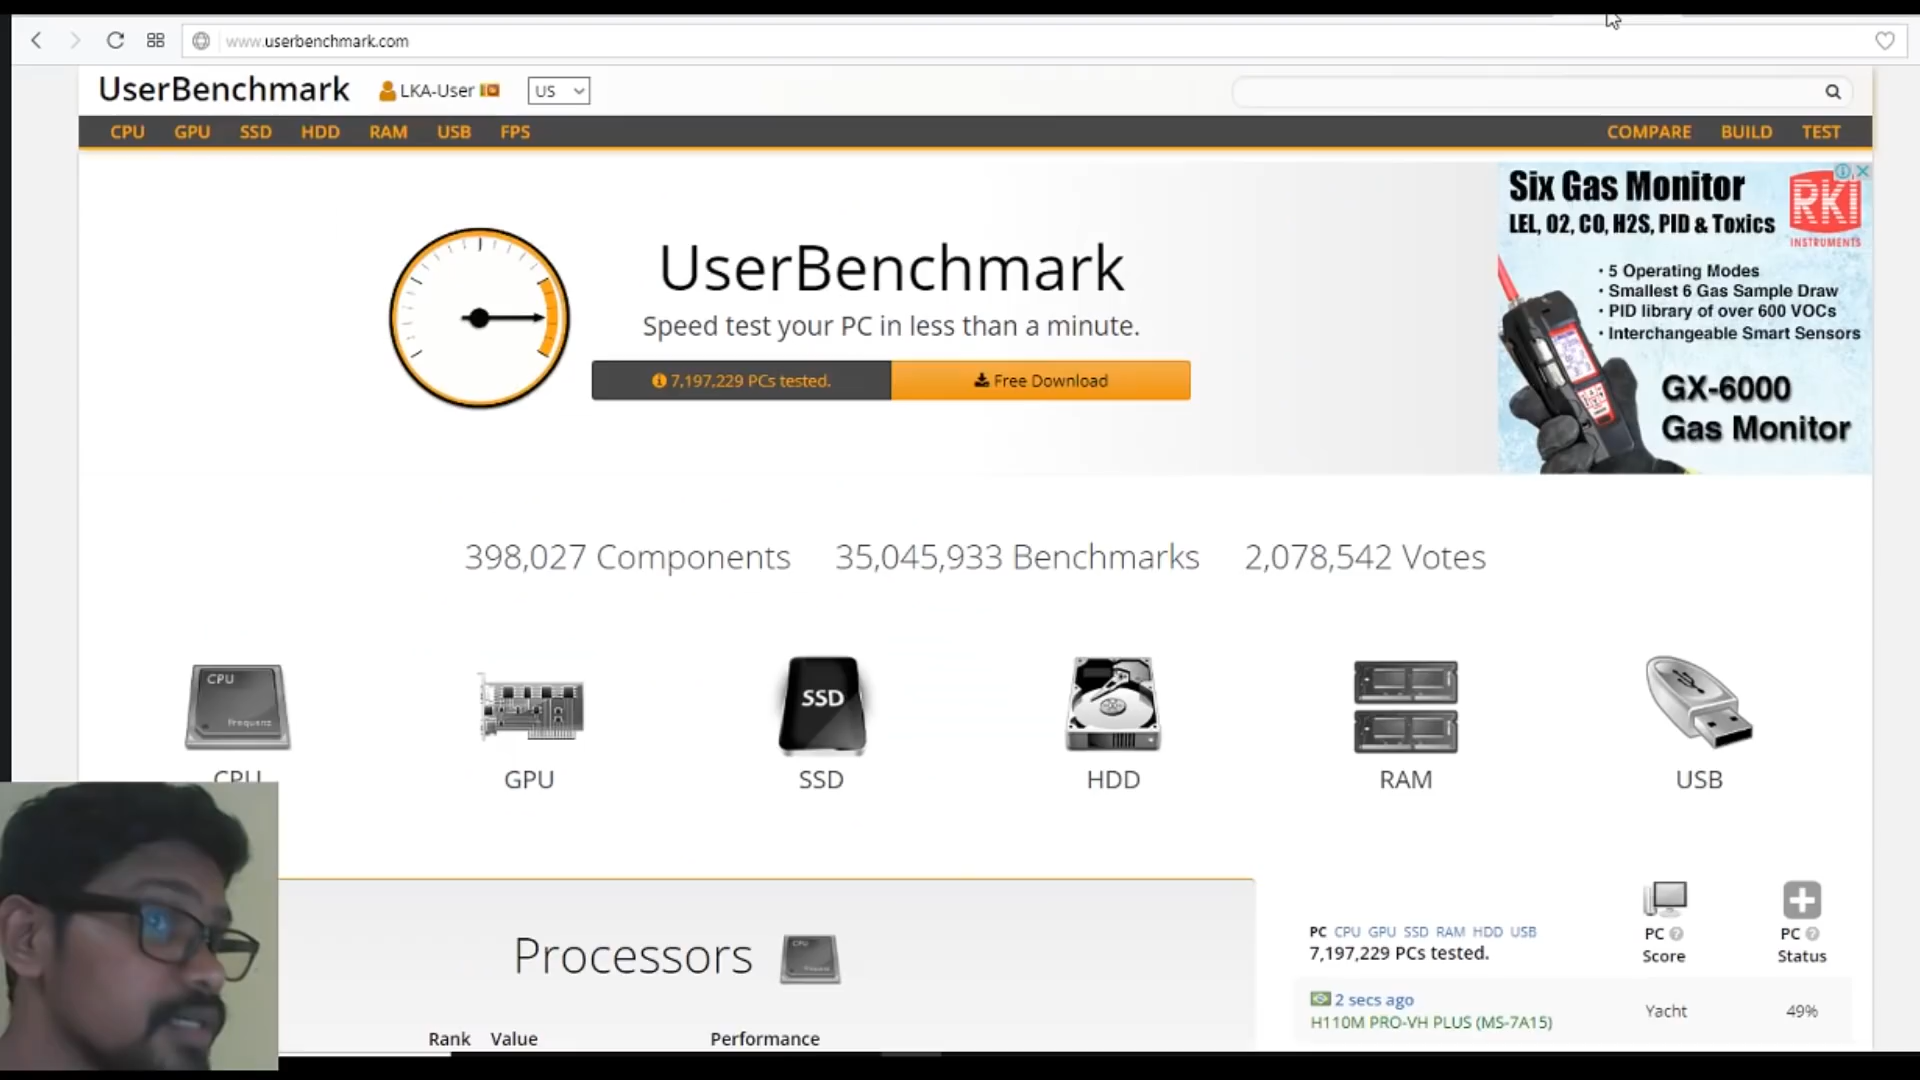 www.userbenchmark.com
UserBenchmark LKA-User US
CPU GPU SSD HDD RAM USB FPS COMPARE BUILD TEST
Six Gas Monitor
LEL, O2, CO, H2S, PID & Toxics
RKI
INSTRUMENTS
• 5 Operating Modes
• Smallest 6 Gas Sample Draw
• PID library of over 600 VOCs
• Interchangeable Smart Sensors
GX-6000
Gas Monitor
UserBenchmark
Speed test your PC in less than a minute.
7,197,229 PCs tested. Free Download
398,027 Components 35,045,933 Benchmarks 2,078,542 Votes
CPU
Frequenz
SSD
CPU GPU SSD HDD RAM USB
Processors
CPU
Rank Value Performance
PC CPU GPU SSD RAM HDD USB
7,197,229 PCs tested.
PC
Score
PC
Status
2 secs ago
H110M PRO-VH PLUS (MS-7A15)
Yacht 49%